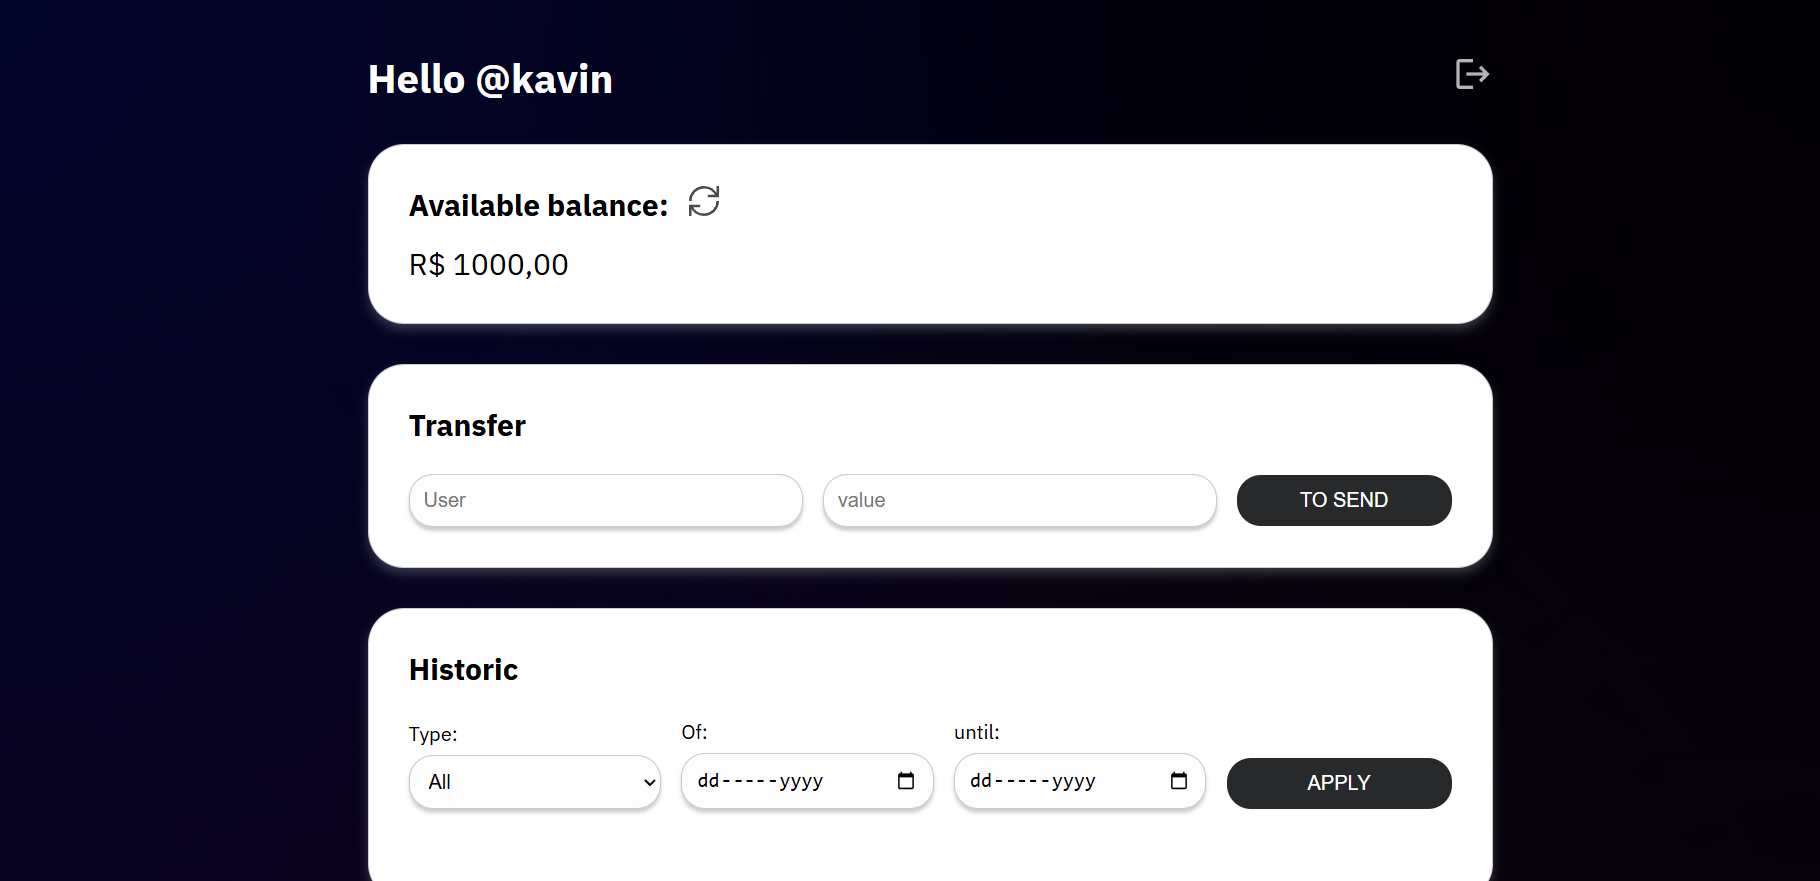 Hello @kavin
Available balance:
R$ 1000,00
Transfer
User value TO SEND
Historic
Type: Of: until:
All dd-----yyyy dd-----yyyy APPLY